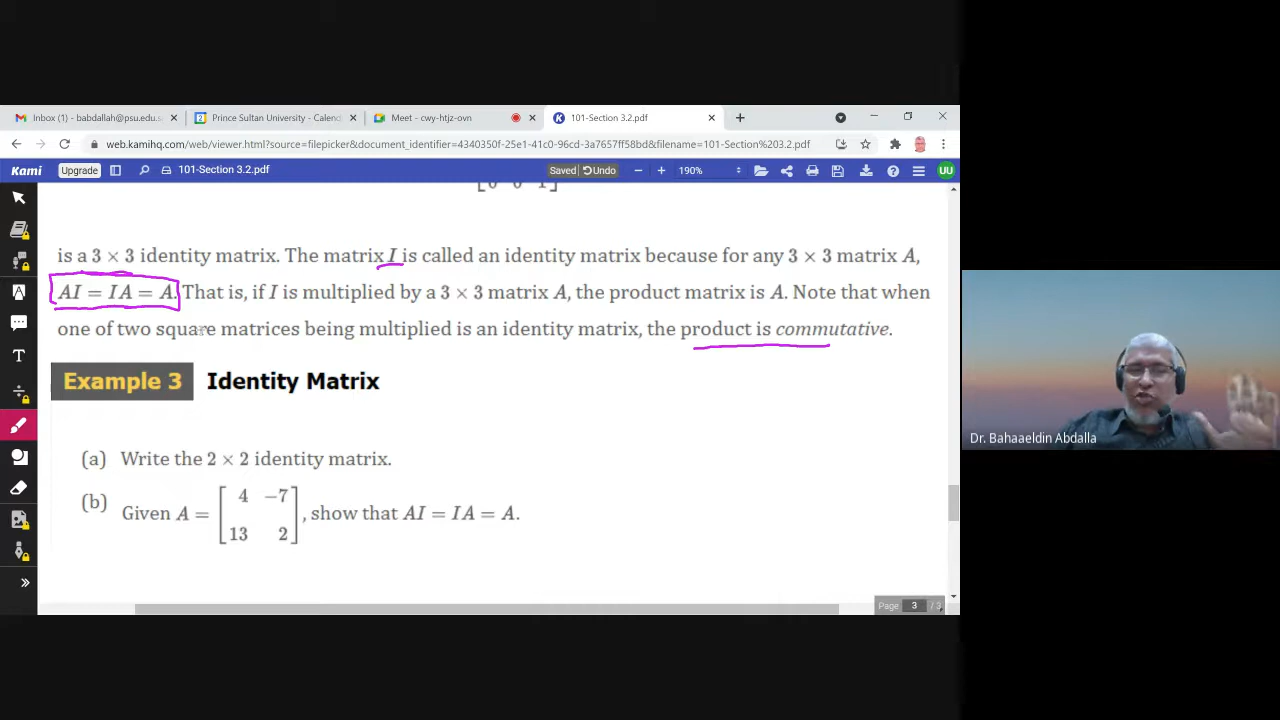 Inbox (1) - babdallah@psu.edu.s
Prince Sultan University - Calend
Meet - cwy-htjz-ovn
101-Section 3.2.pdf
web.kamihq.com/web/viewer.html?source=filepicker&document_identifier=4340350f-25e1-41c0-96cd-3a7657ff58bd&filename=101-Section%203.2.pdf
Kami Upgrade 101-Section 3.2.pdf Saved Undo 190% UU
[0 0 1]
is a 3 × 3 identity matrix. The matrix I is called an identity matrix because for any 3 × 3 matrix A,
AI = IA = A. That is, if I is multiplied by a 3 × 3 matrix A, the product matrix is A. Note that when
one of two square matrices being multiplied is an identity matrix, the product is commutative.
Example 3 Identity Matrix
(a) Write the 2 × 2 identity matrix.
(b) Given A = [4 −7
13 2], show that AI = IA = A.
Page 3 / 3
Dr. Bahaaeldin Abdalla